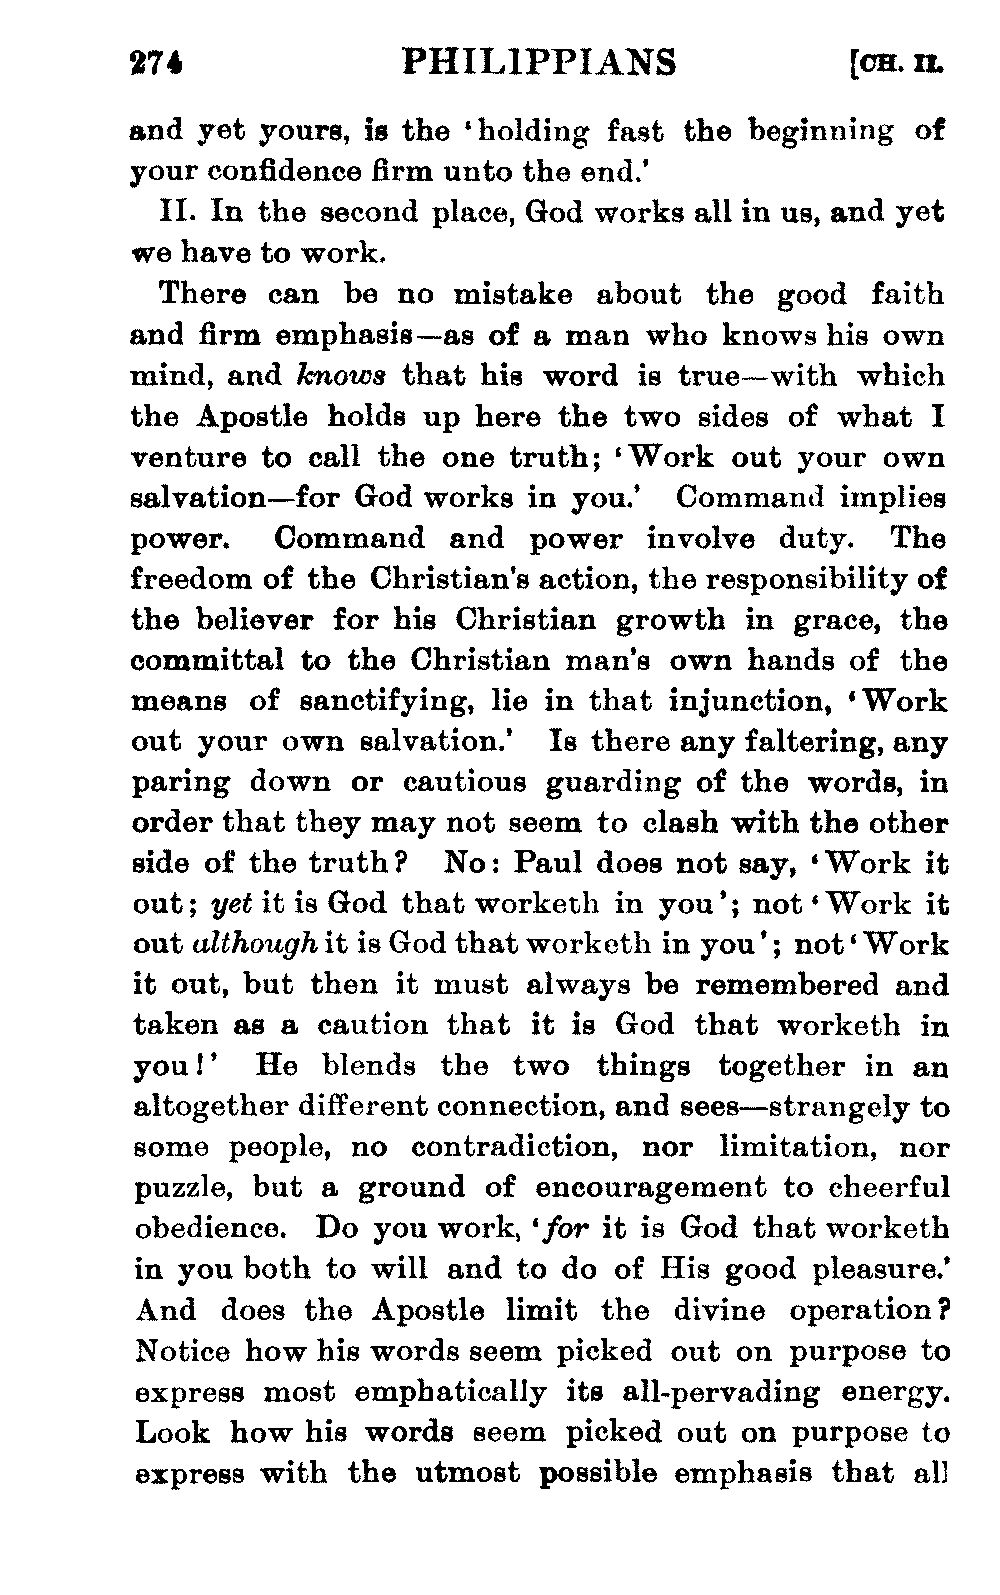 274 PHILIPPIANS [CH. II.
and yet yours, is the ‘holding fast the beginning of
your confidence firm unto the end.’
II. In the second place, God works all in us, and yet
we have to work.
There can be no mistake about the good faith
and firm emphasis—as of a man who knows his own
mind, and knows that his word is true—with which
the Apostle holds up here the two sides of what I
venture to call the one truth; ‘Work out your own
salvation—for God works in you.’ Command implies
power. Command and power involve duty. The
freedom of the Christian's action, the responsibility of
the believer for his Christian growth in grace, the
committal to the Christian man's own hands of the
means of sanctifying, lie in that injunction, ‘Work
out your own salvation.’ Is there any faltering, any
paring down or cautious guarding of the words, in
order that they may not seem to clash with the other
side of the truth? No: Paul does not say, ‘Work it
out; yet it is God that worketh in you’; not ‘Work it
out although it is God that worketh in you’; not ‘Work
it out, but then it must always be remembered and
taken as a caution that it is God that worketh in
you!’ He blends the two things together in an
altogether different connection, and sees—strangely to
some people, no contradiction, nor limitation, nor
puzzle, but a ground of encouragement to cheerful
obedience. Do you work, ‘for it is God that worketh
in you both to will and to do of His good pleasure.’
And does the Apostle limit the divine operation?
Notice how his words seem picked out on purpose to
express most emphatically its all-pervading energy.
Look how his words seem picked out on purpose to
express with the utmost possible emphasis that all